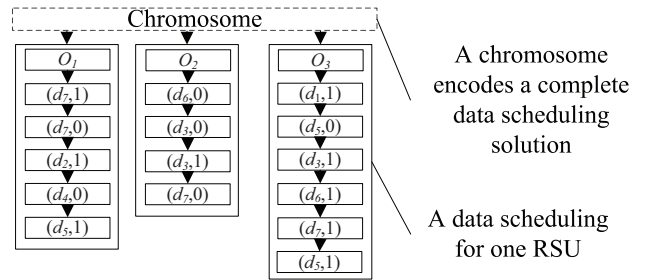 Chromosome
O1
(d7,1)
(d7,0)
(d2,1)
(d4,0)
(d5,1)
O2
(d6,0)
(d3,0)
(d3,1)
(d7,0)
O3
(d1,1)
(d5,0)
(d3,1)
(d6,1)
(d7,1)
(d5,1)
A chromosome
encodes a complete
data scheduling
solution
A data scheduling
for one RSU